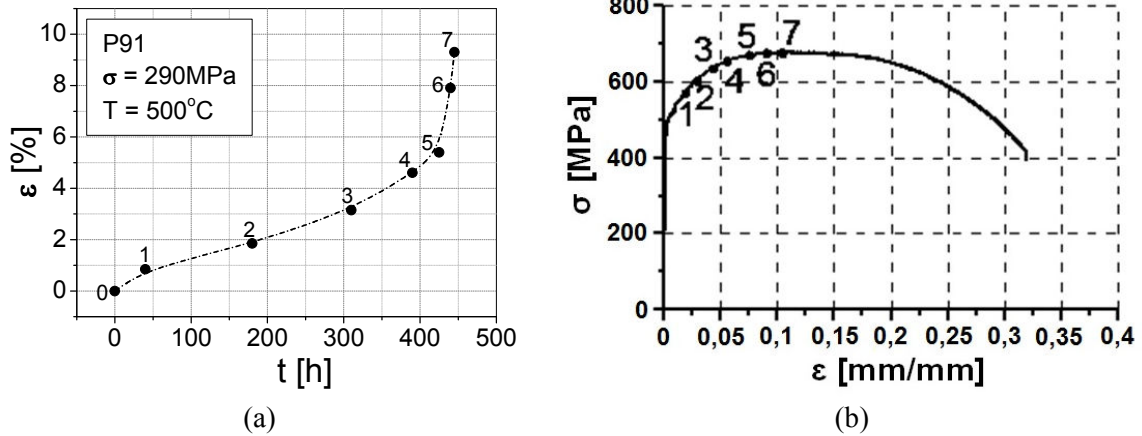 10
8
6
4
2
0
ε [%]
P91
σ = 290MPa
T = 500°C
0
1
2
3
4
5
6
7
0 100 200 300 400 500
t [h]
(a)
800
600
400
200
0
σ [MPa]
1
2
3
4
5
6
7
0 0,05 0,1 0,15 0,2 0,25 0,3 0,35 0,4
ε [mm/mm]
(b)